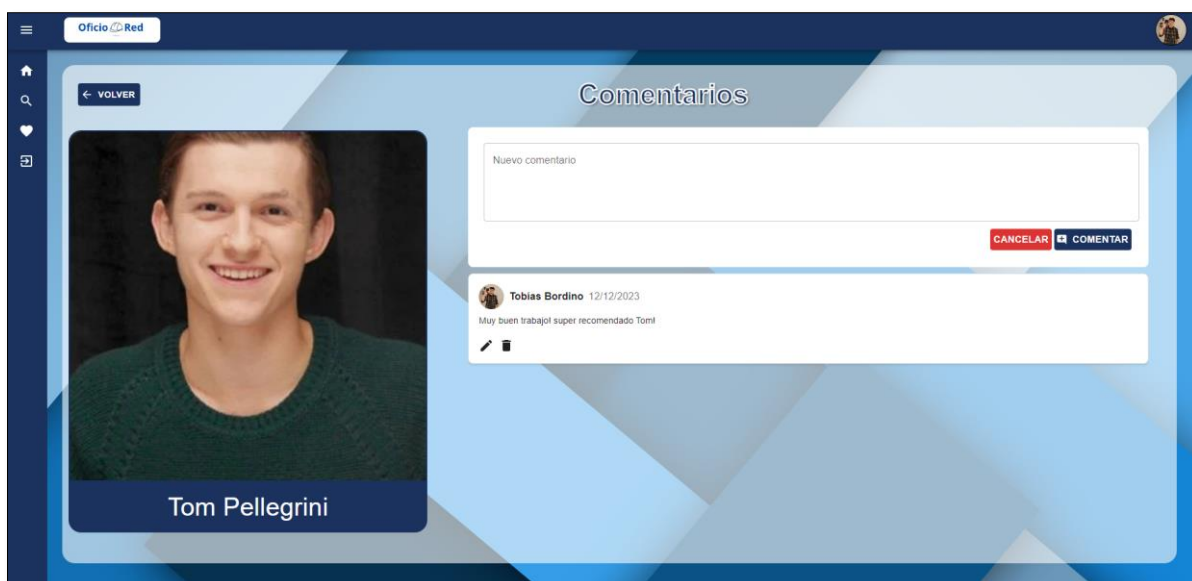 Oficio Red
VOLVER
Comentarios
Nuevo comentario
CANCELAR COMENTAR
Tobias Bordino 12/12/2023
Muy buen trabajo! super recomendado Tom!
Tom Pellegrini